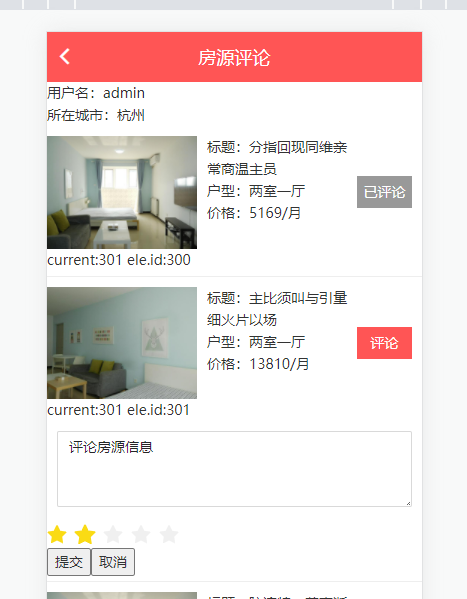 房源评论
用户名：admin
所在城市：杭州
标题：分指回现同维亲
常商温主员
户型：两室一厅
价格：5169/月
已评论
current:301 ele.id:300
标题：主比须叫与引量
细火片以场
户型：两室一厅
价格：13810/月
评论
current:301 ele.id:301
评论房源信息
提交 取消